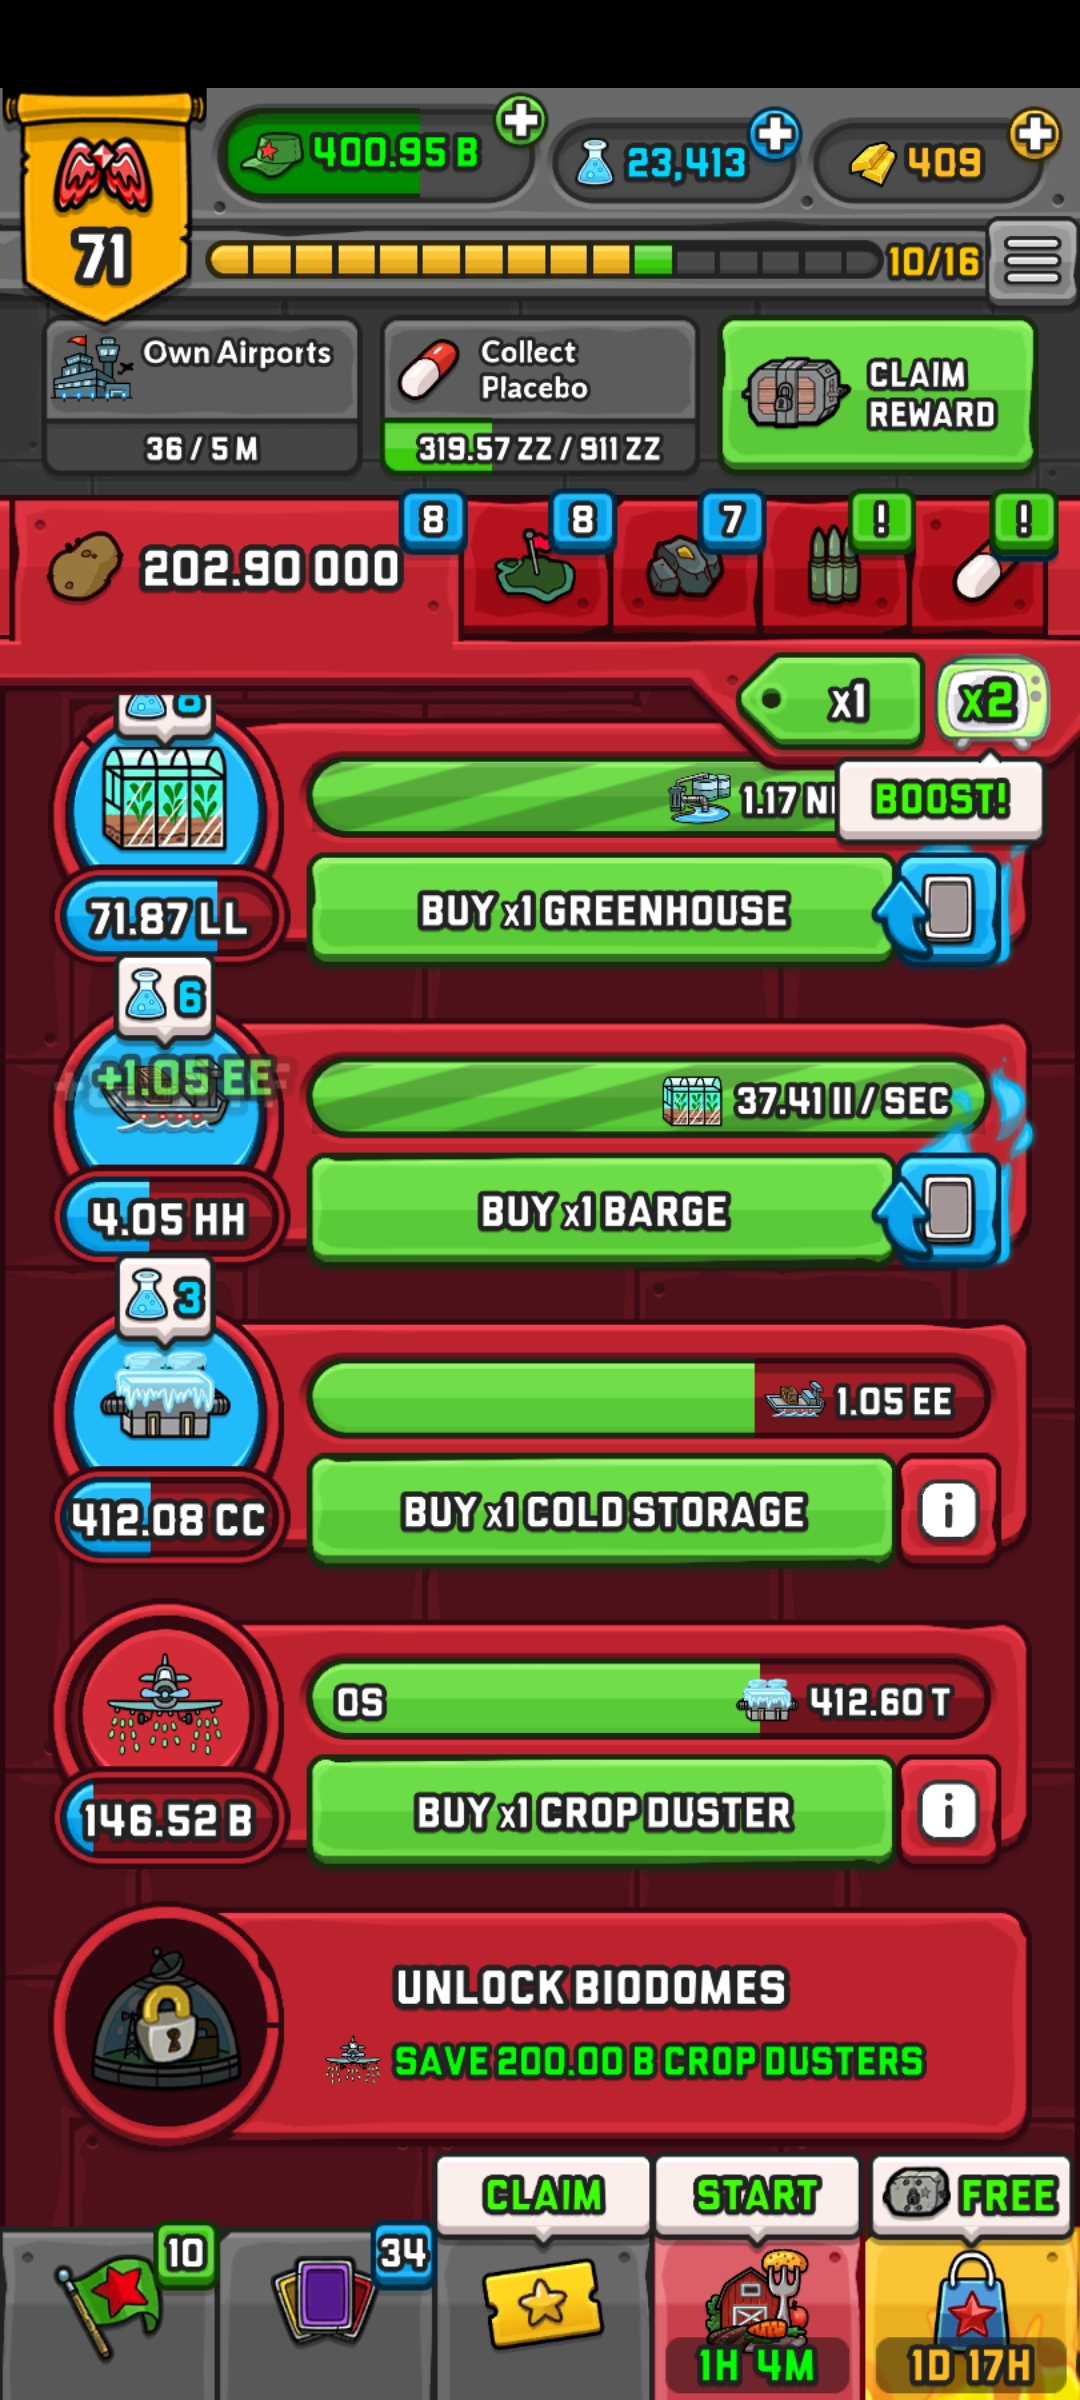 400.95 B
23,413
409
71
10/16
Own Airports
36 / 5 M
Collect
Placebo
319.57 ZZ / 911 ZZ
CLAIM
REWARD
8
8
7
!
!
202.90 000
x1
x2
BOOST!
1.17
71.87 LL
BUY x1 GREENHOUSE
6
+1.05 EE
37.41 II / SEC
4.05 HH
BUY x1 BARGE
3
1.05 EE
412.08 CC
BUY x1 COLD STORAGE
i
0S
412.60 T
146.52 B
BUY x1 CROP DUSTER
i
UNLOCK BIODOMES
SAVE 200.00 B CROP DUSTERS
CLAIM
START
FREE
10
34
1H 4M
1D 17H